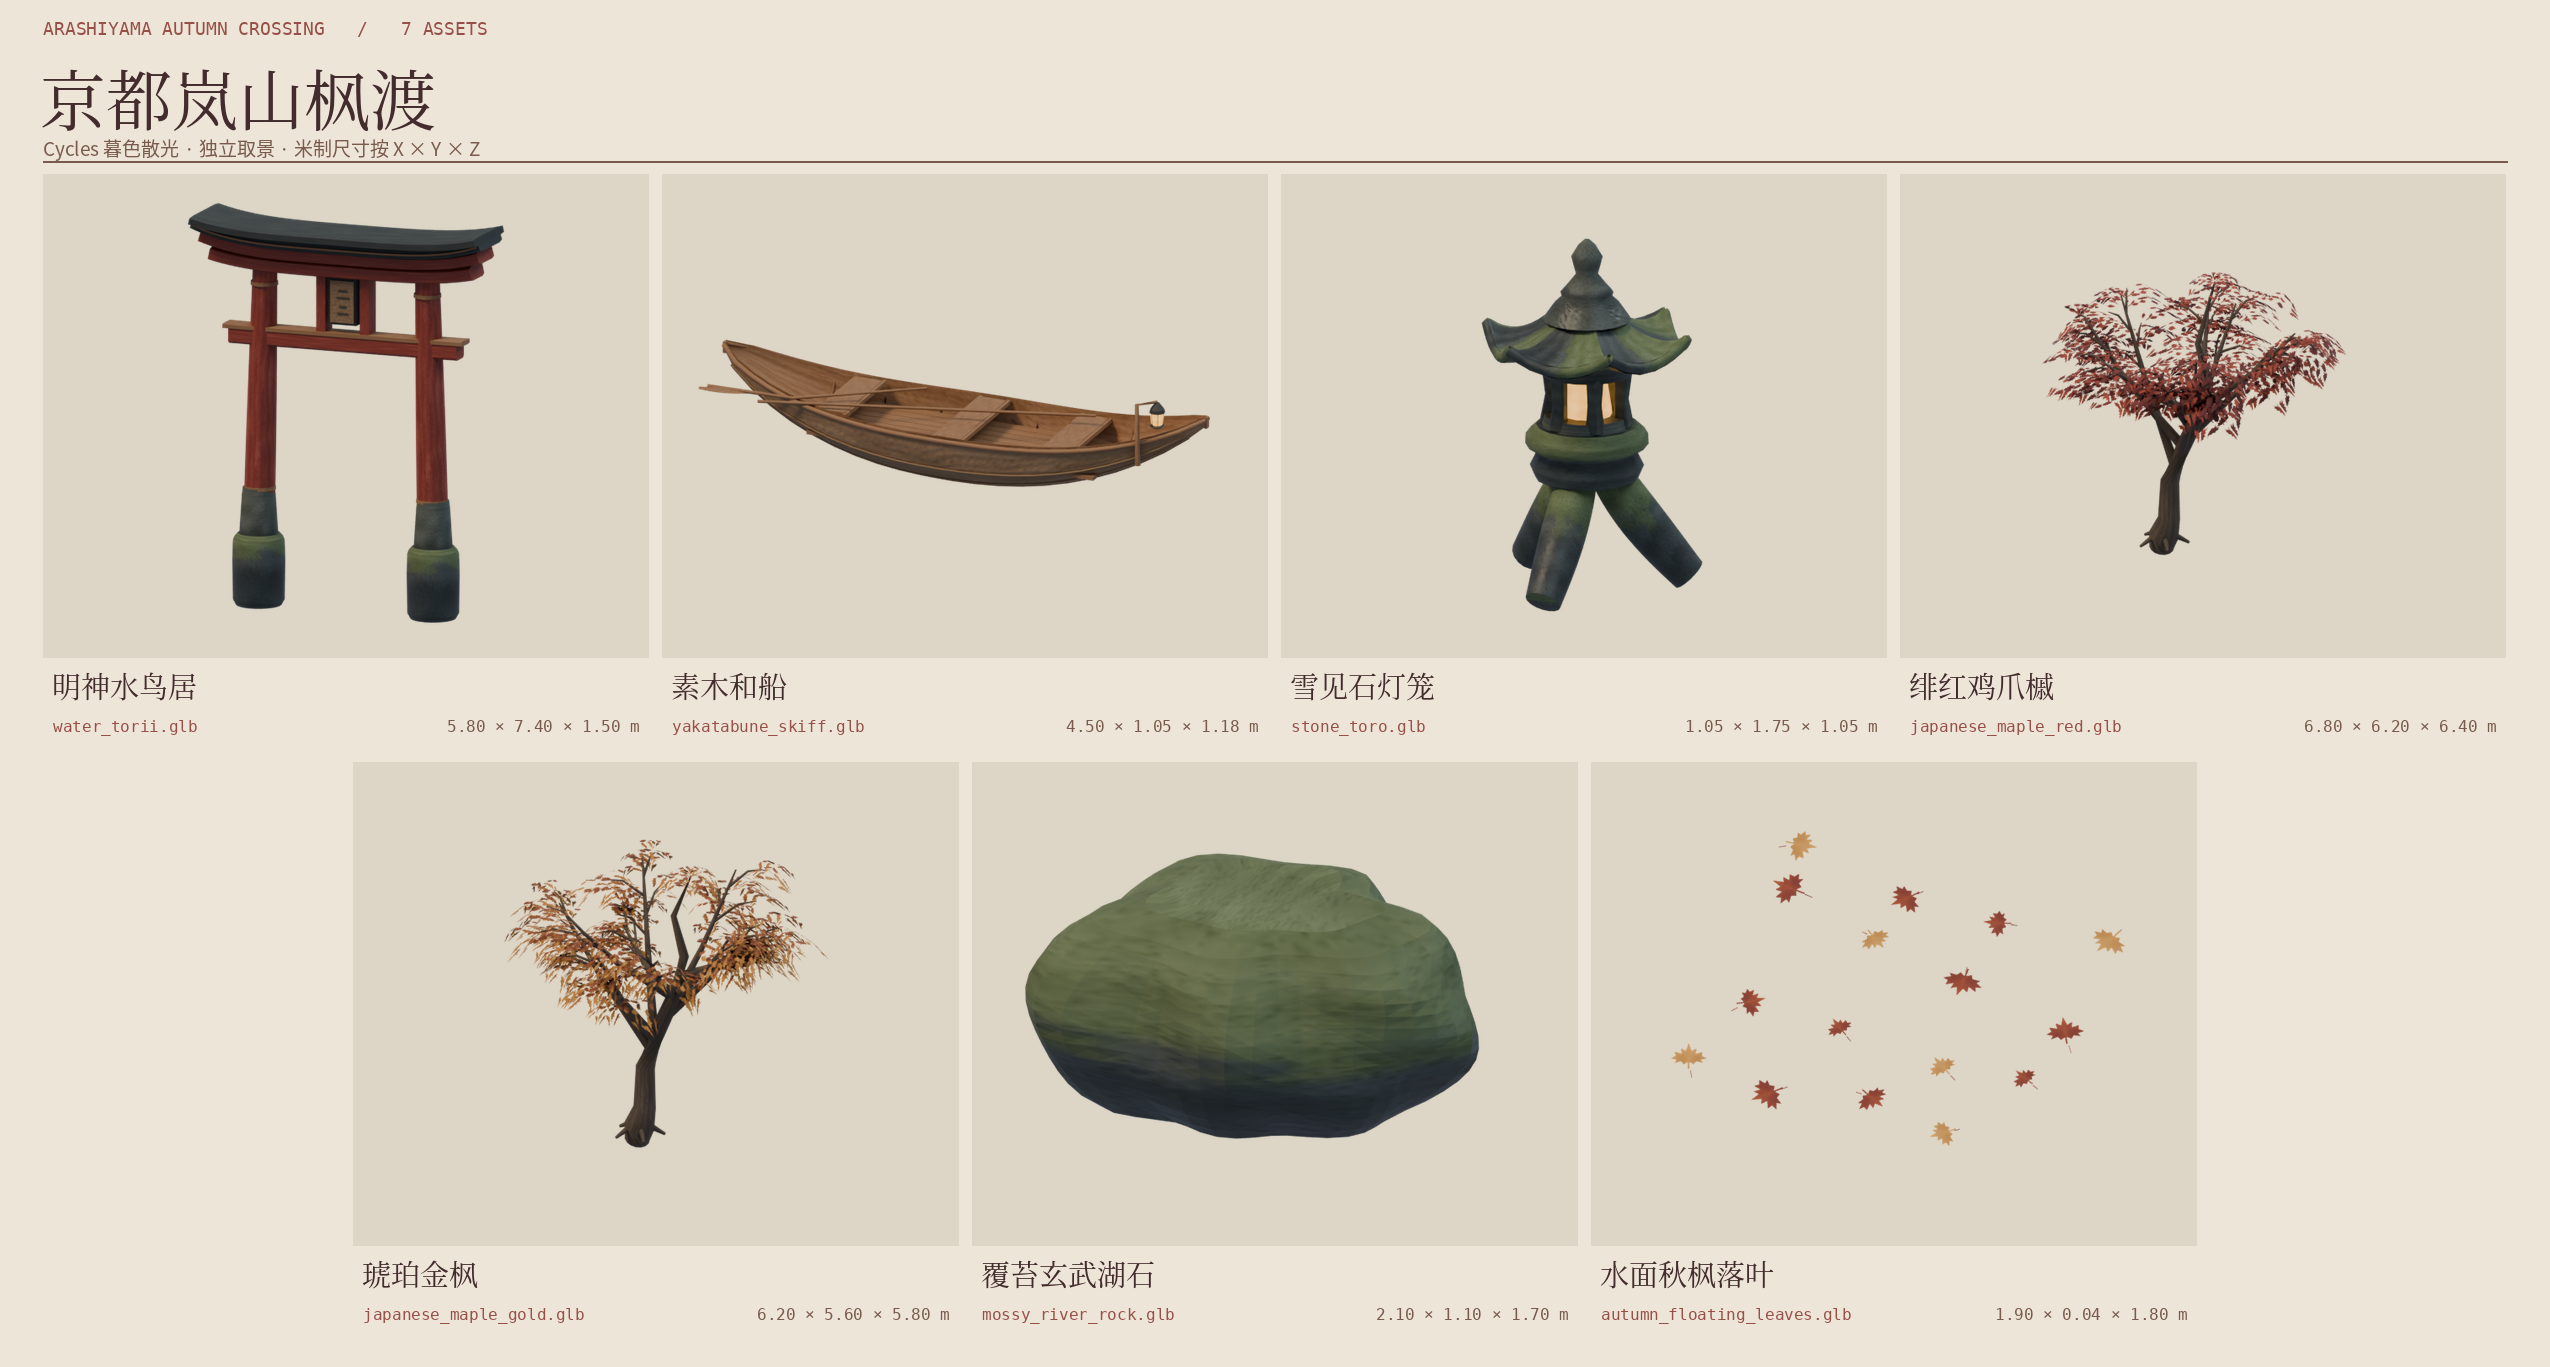 ARASHIYAMA AUTUMN CROSSING / 7 ASSETS
京都岚山枫渡
Cycles 暮色散光 · 独立取景 · 米制尺寸按 X × Y × Z
明神水鸟居
water_torii.glb 5.80 × 7.40 × 1.50 m
素木和船
yakatabune_skiff.glb 4.50 × 1.05 × 1.18 m
雪见石灯笼
stone_toro.glb 1.05 × 1.75 × 1.05 m
绯红鸡爪槭
japanese_maple_red.glb 6.80 × 6.20 × 6.40 m
琥珀金枫
japanese_maple_gold.glb 6.20 × 5.60 × 5.80 m
覆苔玄武湖石
mossy_river_rock.glb 2.10 × 1.10 × 1.70 m
水面秋枫落叶
autumn_floating_leaves.glb 1.90 × 0.04 × 1.80 m